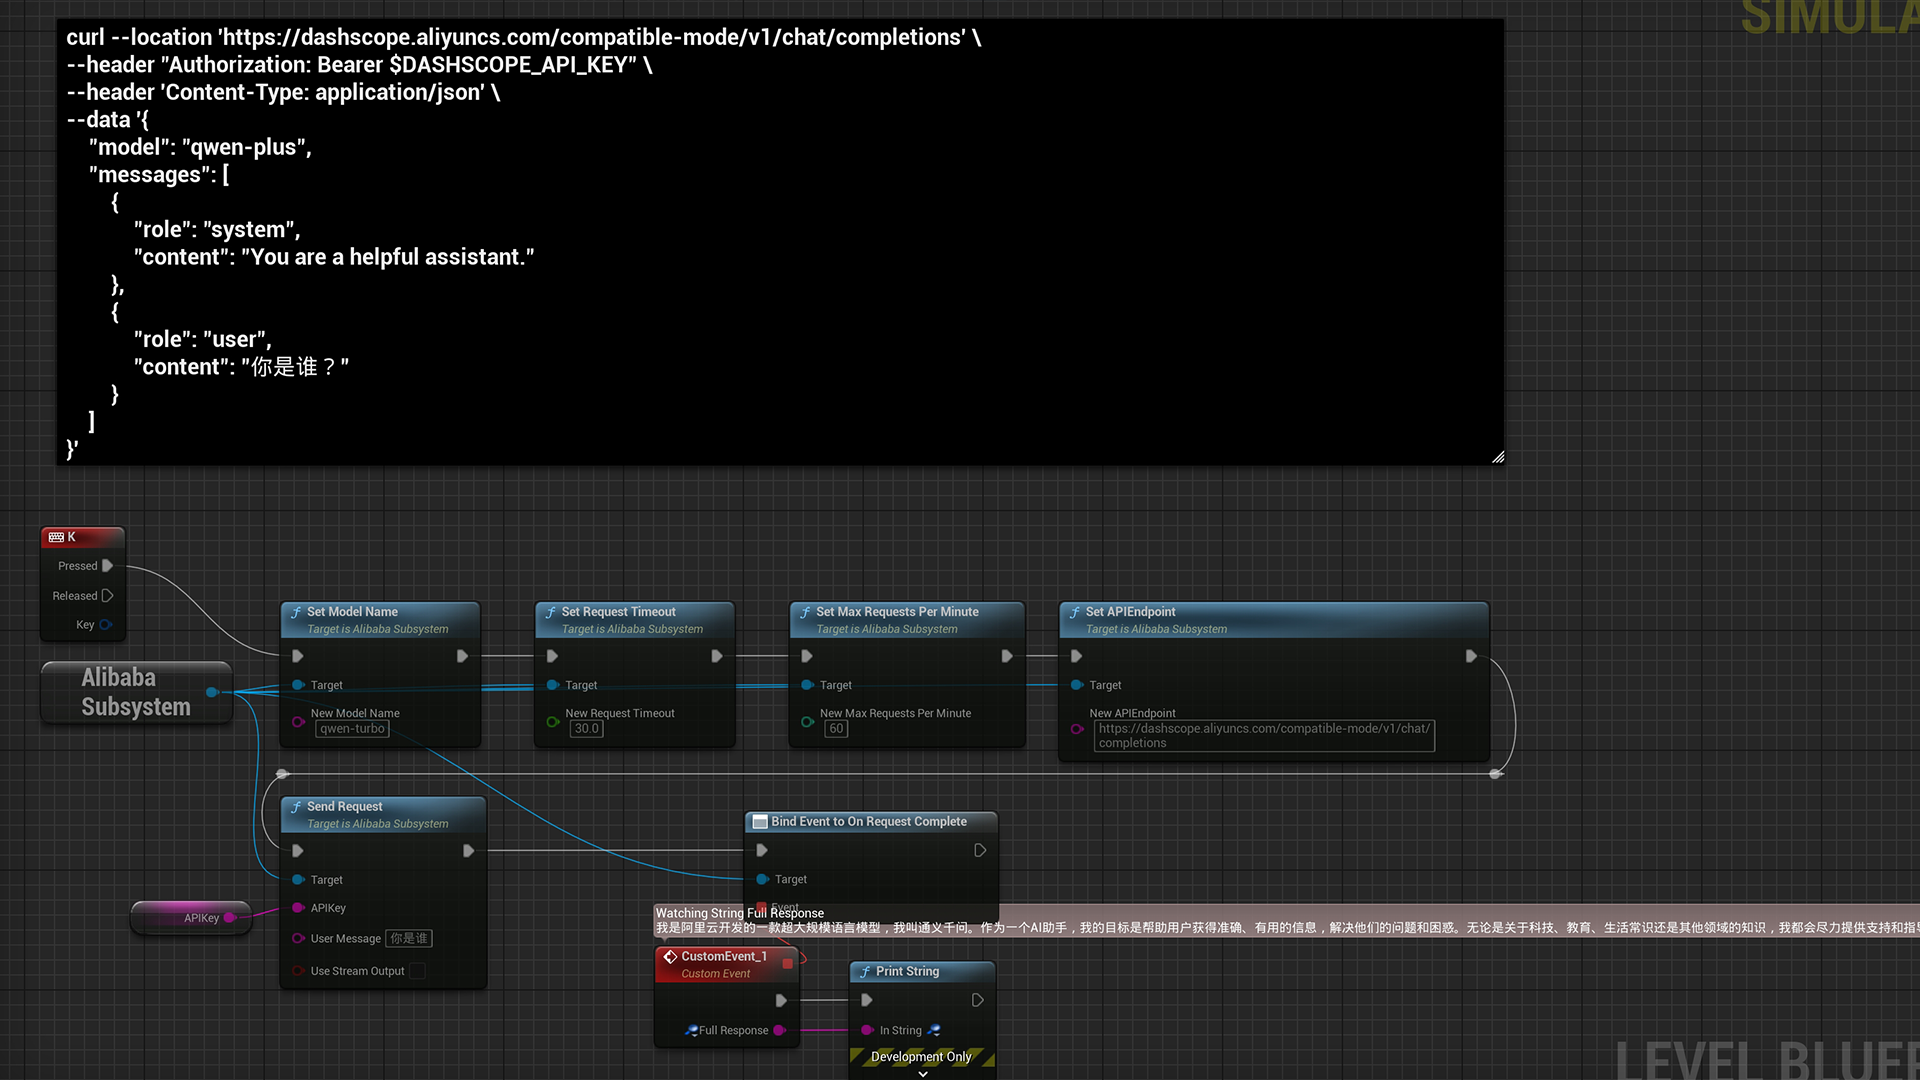 SIMULA
curl --location 'https://dashscope.aliyuncs.com/compatible-mode/v1/chat/completions' \
--header "Authorization: Bearer $DASHSCOPE_API_KEY" \
--header 'Content-Type: application/json' \
--data '{
"model": "qwen-plus",
"messages": [
{
"role": "system",
"content": "You are a helpful assistant."
},
{
"role": "user",
"content": "你是谁？"
}
]
}'
K
Pressed
Released
Key
Alibaba
Subsystem
Set Model Name
Target is Alibaba Subsystem
Target
New Model Name
qwen-turbo
Set Request Timeout
Target is Alibaba Subsystem
Target
New Request Timeout
30.0
Set Max Requests Per Minute
Target is Alibaba Subsystem
Target
New Max Requests Per Minute
60
Set APIEndpoint
Target is Alibaba Subsystem
Target
New APIEndpoint
https://dashscope.aliyuncs.com/compatible-mode/v1/chat/
completions
Send Request
Target is Alibaba Subsystem
Target
APIKey
APIKey
User Message 你是谁
Use Stream Output
Bind Event to On Request Complete
Target
Event
Watching String Full Response
我是阿里云开发的一款超大规模语言模型，我叫通义千问。作为一个AI助手，我的目标是帮助用户获得准确、有用的信息，解决他们的问题和困惑。无论是关于科技、教育、生活常识还是其他领域的知识，我都会尽力提供支持和指
CustomEvent_1
Custom Event
Full Response
Print String
In String
Development Only
LEVEL BLUEP